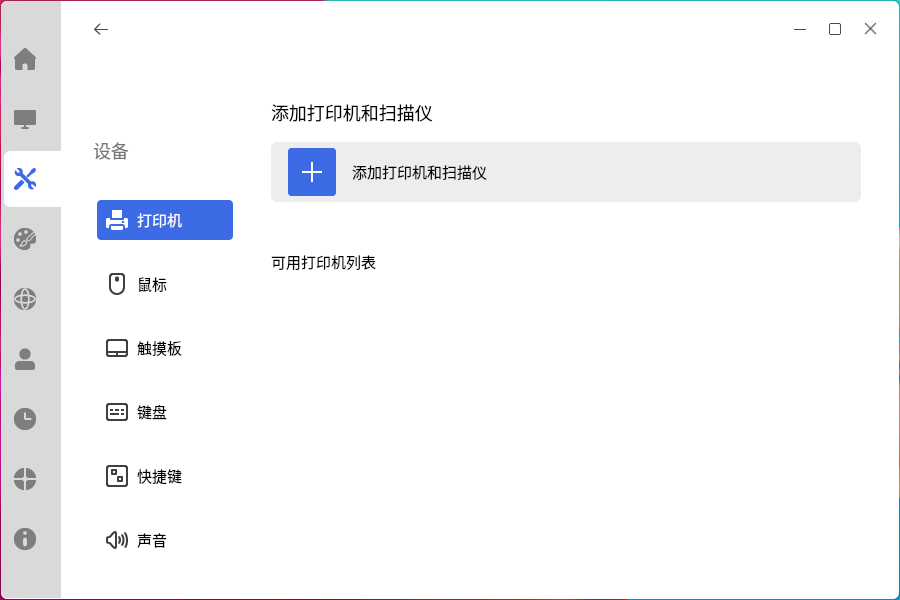 添加打印机和扫描仪
设备
添加打印机和扫描仪
打印机
可用打印机列表
鼠标
触摸板
键盘
快捷键
声音